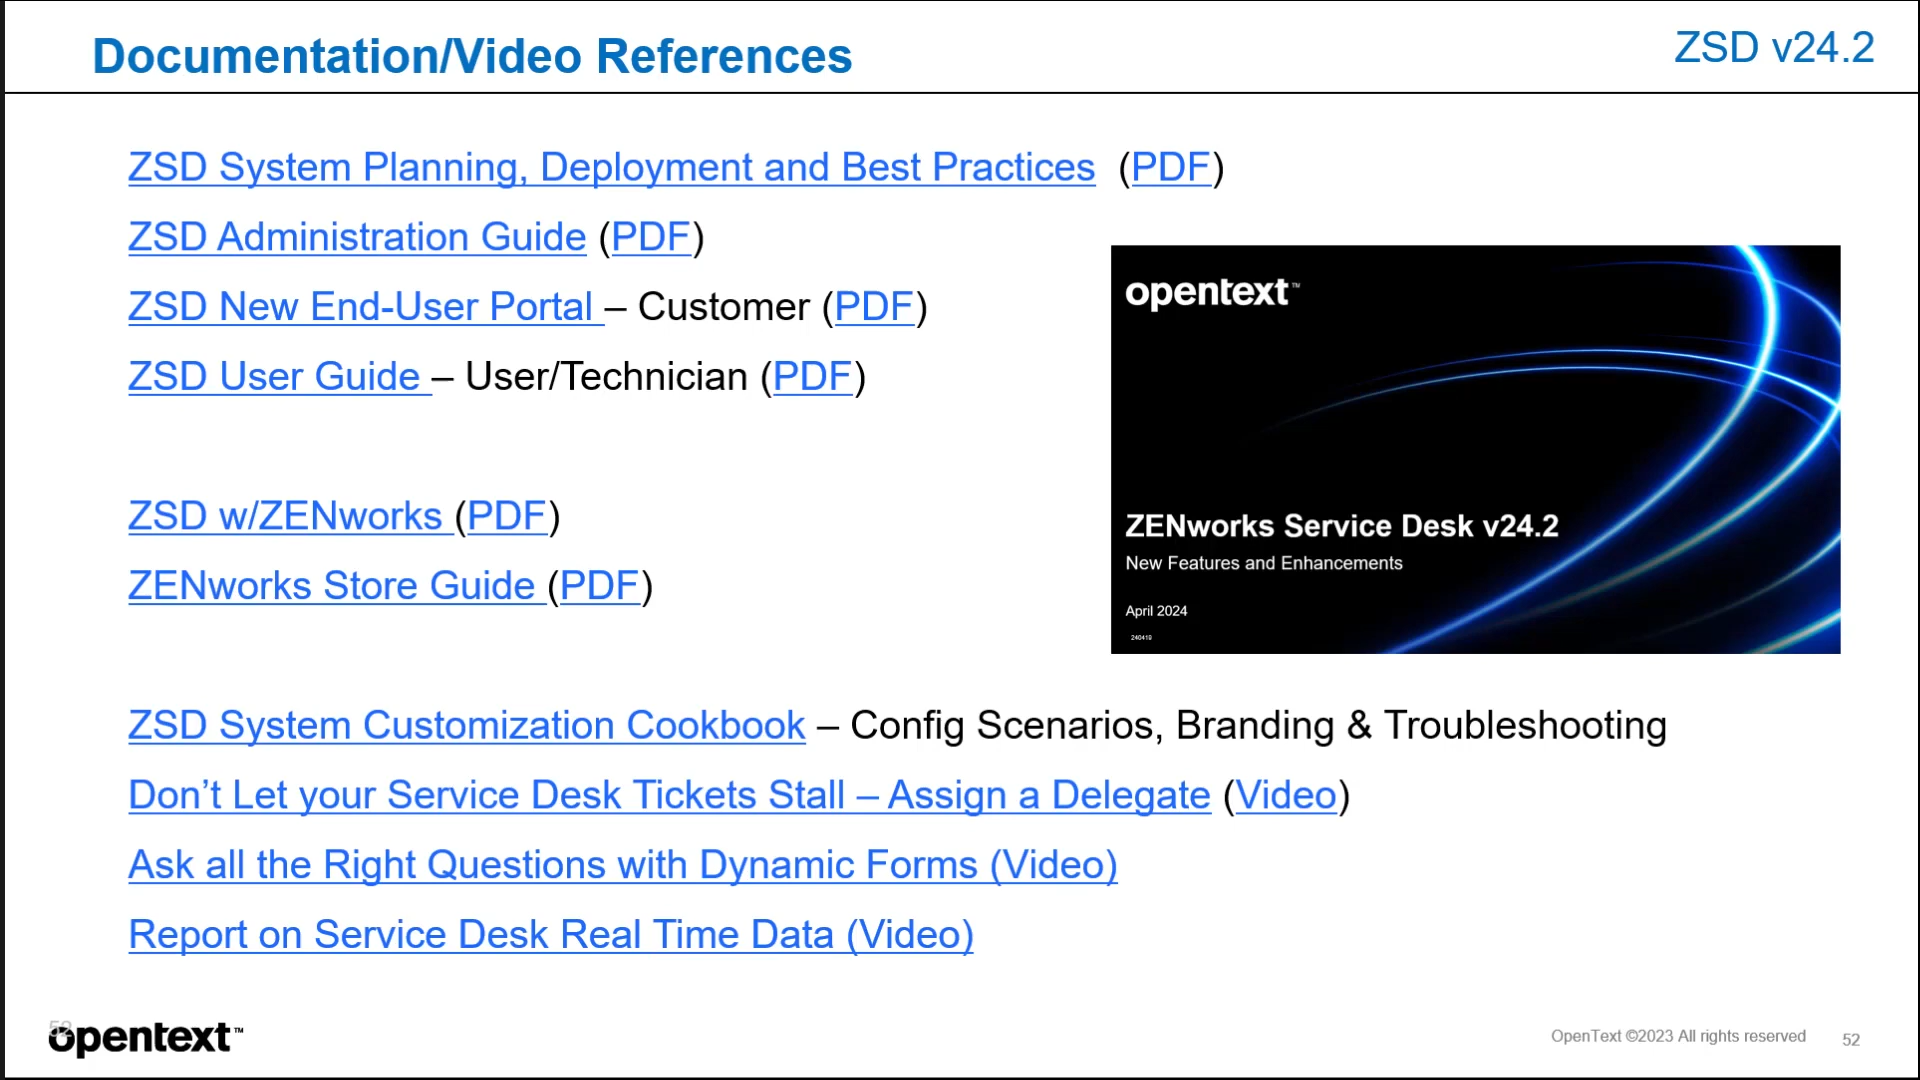 Documentation/Video References
ZSD v24.2
ZSD System Planning, Deployment and Best Practices (PDF)
ZSD Administration Guide (PDF)
ZSD New End-User Portal – Customer (PDF)
ZSD User Guide – User/Technician (PDF)
ZSD w/ZENworks (PDF)
ZENworks Store Guide (PDF)
opentext™
ZENworks Service Desk v24.2
New Features and Enhancements
April 2024
240419
ZSD System Customization Cookbook – Config Scenarios, Branding & Troubleshooting
Don’t Let your Service Desk Tickets Stall – Assign a Delegate (Video)
Ask all the Right Questions with Dynamic Forms (Video)
Report on Service Desk Real Time Data (Video)
52
opentext™
OpenText ©2023 All rights reserved
52